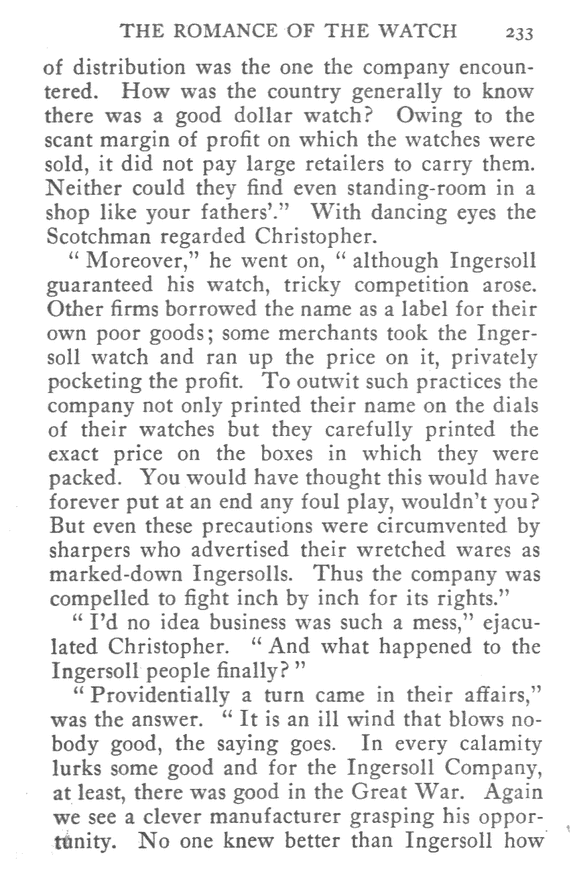 THE ROMANCE OF THE WATCH 233
of distribution was the one the company encoun-
tered. How was the country generally to know
there was a good dollar watch? Owing to the
scant margin of profit on which the watches were
sold, it did not pay large retailers to carry them.
Neither could they find even standing-room in a
shop like your fathers'.” With dancing eyes the
Scotchman regarded Christopher.
“ Moreover,” he went on, “ although Ingersoll
guaranteed his watch, tricky competition arose.
Other firms borrowed the name as a label for their
own poor goods; some merchants took the Inger-
soll watch and ran up the price on it, privately
pocketing the profit. To outwit such practices the
company not only printed their name on the dials
of their watches but they carefully printed the
exact price on the boxes in which they were
packed. You would have thought this would have
forever put at an end any foul play, wouldn't you?
But even these precautions were circumvented by
sharpers who advertised their wretched wares as
marked-down Ingersolls. Thus the company was
compelled to fight inch by inch for its rights.”
“ I'd no idea business was such a mess,” ejacu-
lated Christopher. “ And what happened to the
Ingersoll people finally? ”
“ Providentially a turn came in their affairs,”
was the answer. “ It is an ill wind that blows no-
body good, the saying goes. In every calamity
lurks some good and for the Ingersoll Company,
at least, there was good in the Great War. Again
we see a clever manufacturer grasping his oppor-
tunity. No one knew better than Ingersoll how